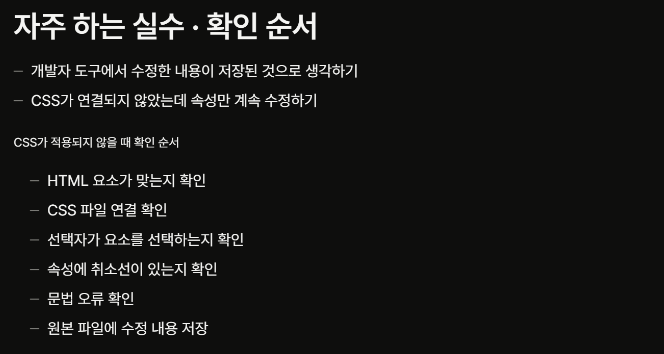 자주 하는 실수 · 확인 순서
— 개발자 도구에서 수정한 내용이 저장된 것으로 생각하기
— CSS가 연결되지 않았는데 속성만 계속 수정하기
CSS가 적용되지 않을 때 확인 순서
— HTML 요소가 맞는지 확인
— CSS 파일 연결 확인
— 선택자가 요소를 선택하는지 확인
— 속성에 취소선이 있는지 확인
— 문법 오류 확인
— 원본 파일에 수정 내용 저장